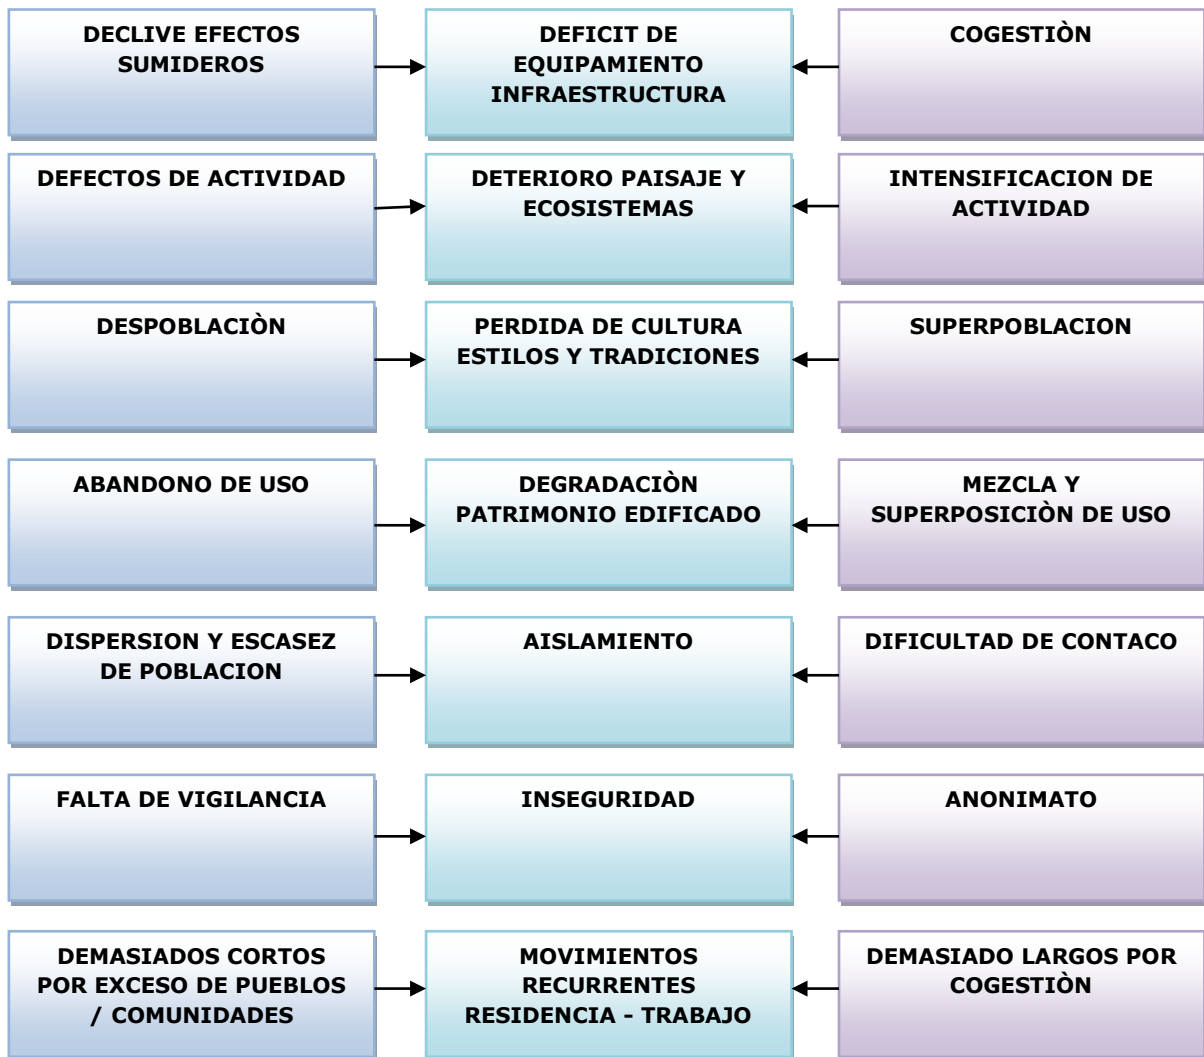 DECLIVE EFECTOS
SUMIDEROS
DEFICIT DE
EQUIPAMIENTO
INFRAESTRUCTURA
COGESTIÒN
DEFECTOS DE ACTIVIDAD
DETERIORO PAISAJE Y
ECOSISTEMAS
INTENSIFICACION DE
ACTIVIDAD
DESPOBLACIÒN
PERDIDA DE CULTURA
ESTILOS Y TRADICIONES
SUPERPOBLACION
ABANDONO DE USO
DEGRADACIÒN
PATRIMONIO EDIFICADO
MEZCLA Y
SUPERPOSICIÒN DE USO
DISPERSION Y ESCASEZ
DE POBLACION
AISLAMIENTO
DIFICULTAD DE CONTACO
FALTA DE VIGILANCIA
INSEGURIDAD
ANONIMATO
DEMASIADOS CORTOS
POR EXCESO DE PUEBLOS
/ COMUNIDADES
MOVIMIENTOS
RECURRENTES
RESIDENCIA - TRABAJO
DEMASIADO LARGOS POR
COGESTIÒN